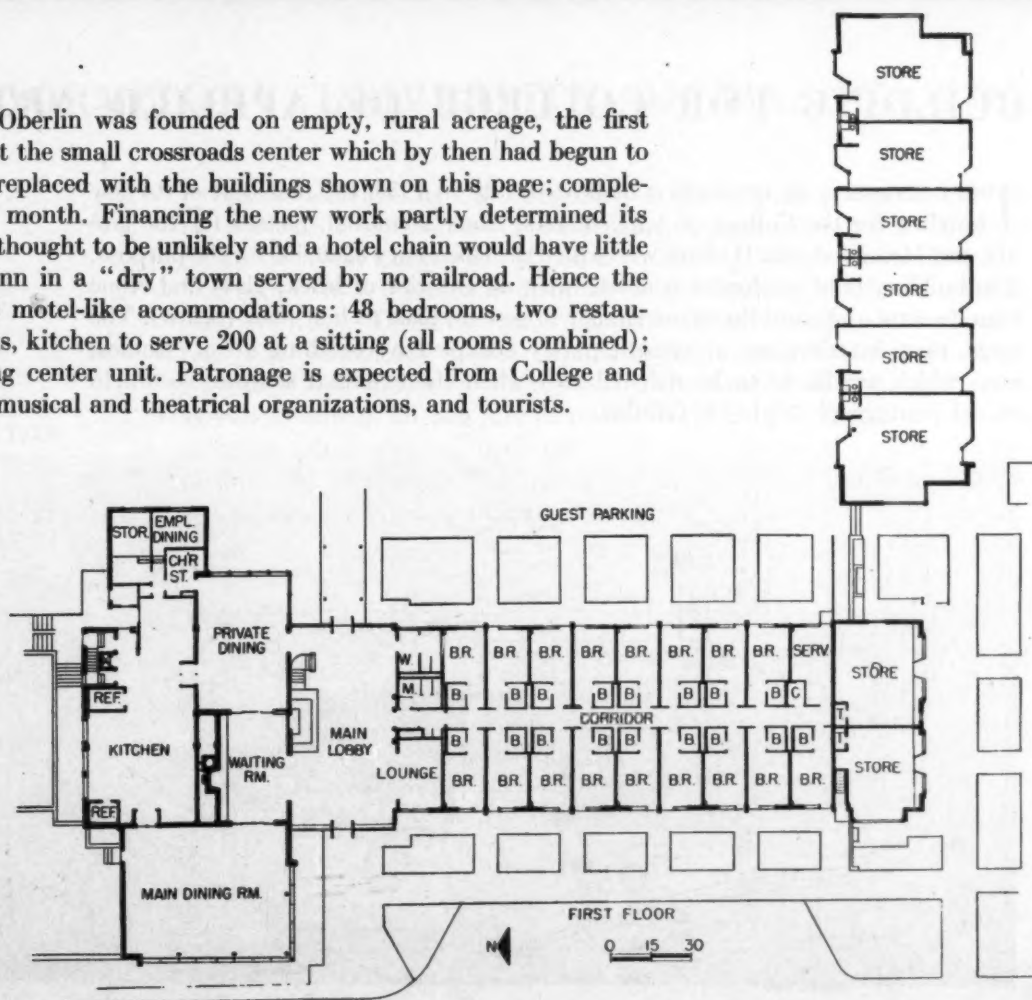 Oberlin was founded on empty, rural acreage, the first
t the small crossroads center which by then had begun to
replaced with the buildings shown on this page; comple-
month. Financing the new work partly determined its
thought to be unlikely and a hotel chain would have little
nn in a "dry" town served by no railroad. Hence the
motel-like accommodations: 48 bedrooms, two restau-
s, kitchen to serve 200 at a sitting (all rooms combined);
g center unit. Patronage is expected from College and
musical and theatrical organizations, and tourists.
STORE
STORE
STORE
STORE
STORE
STORE
GUEST PARKING
STOR.
EMPL.
DINING
CH'R
ST.
PRIVATE
DINING
REF.
KITCHEN
REF.
WAITING
RM.
MAIN
LOBBY
LOUNGE
W.
M.
B.R. B.R. B.R. B.R. B.R. B.R. B.R. B.R. SERV.
B B B B B B B B C
CORRIDOR
B B B B B B B B B
B.R. B.R. B.R. B.R. B.R. B.R. B.R. B.R. B.R.
T
T
STORE
STORE
MAIN DINING RM.
FIRST FLOOR
N
0 15 30